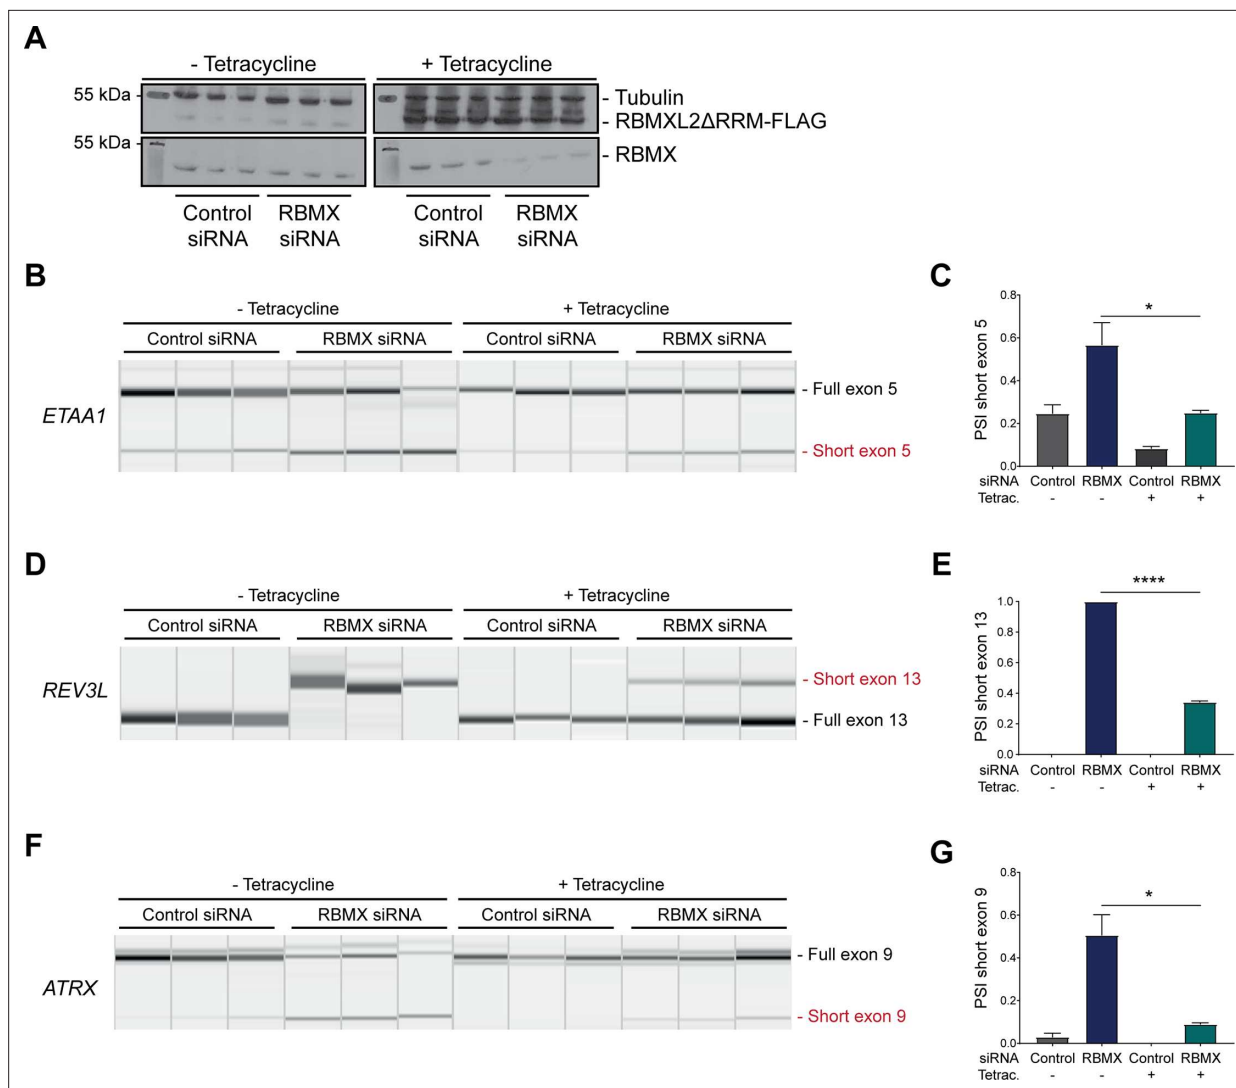 A
- Tetracycline
+ Tetracycline
55 kDa -
- Tubulin
- RBMXL2ΔRRM-FLAG
55 kDa -
- RBMX
Control siRNA
RBMX siRNA
Control siRNA
RBMX siRNA
B
- Tetracycline
+ Tetracycline
Control siRNA
RBMX siRNA
Control siRNA
RBMX siRNA
ETAA1
- Full exon 5
- Short exon 5
C
PSI short exon 5
0.8
0.6
0.4
0.2
0.0
*
siRNA Control RBMX Control RBMX
Tetrac. - - + +
D
- Tetracycline
+ Tetracycline
Control siRNA
RBMX siRNA
Control siRNA
RBMX siRNA
REV3L
- Short exon 13
- Full exon 13
E
PSI short exon 13
1.0
0.8
0.6
0.4
0.2
0.0
****
siRNA Control RBMX Control RBMX
Tetrac. - - + +
F
- Tetracycline
+ Tetracycline
Control siRNA
RBMX siRNA
Control siRNA
RBMX siRNA
ATRX
- Full exon 9
- Short exon 9
G
PSI short exon 9
0.8
0.6
0.4
0.2
0.0
*
siRNA Control RBMX Control RBMX
Tetrac. - - + +